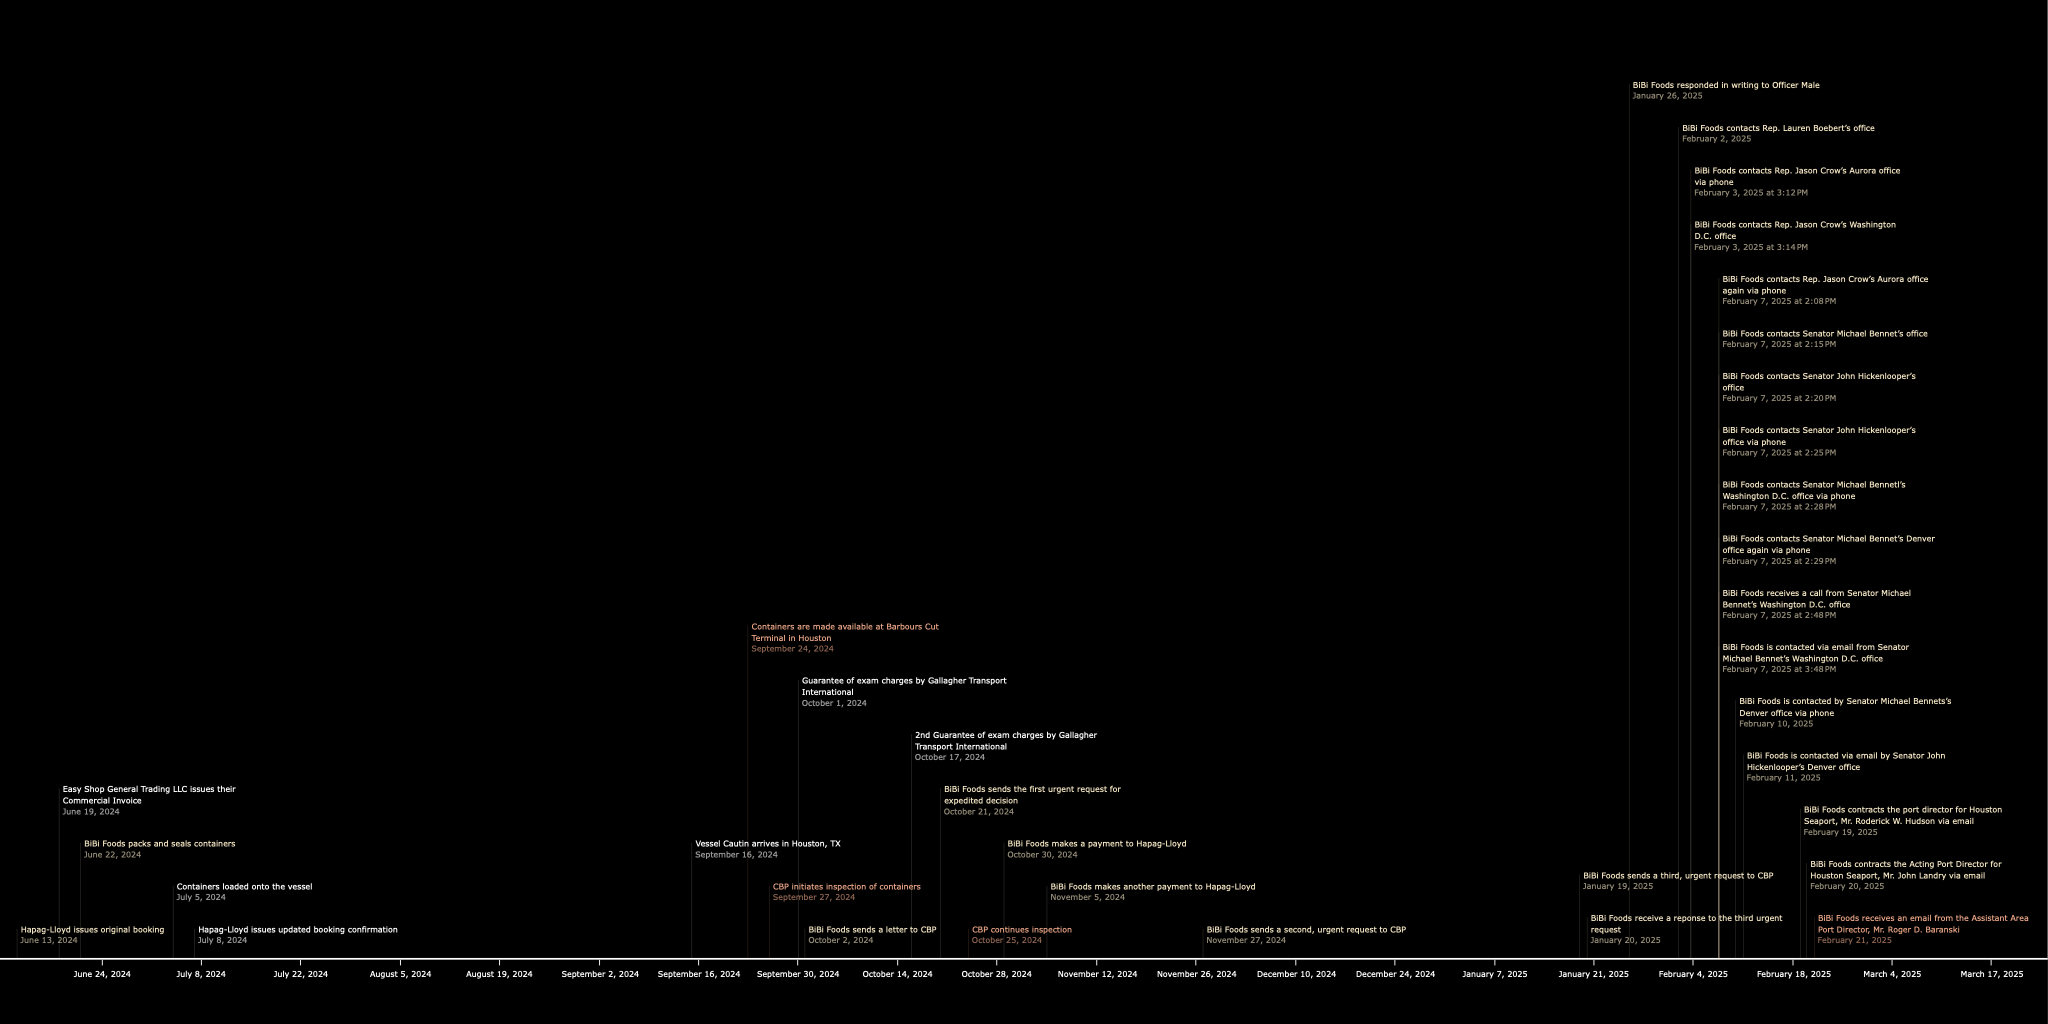 BiBi Foods responded in writing to Officer Male
January 26, 2025
BiBi Foods contacts Rep. Lauren Boebert’s office
February 2, 2025
BiBi Foods contacts Rep. Jason Crow’s Aurora office
via phone
February 3, 2025 at 3:12 PM
BiBi Foods contacts Rep. Jason Crow’s Washington
D.C. office
February 3, 2025 at 3:14 PM
BiBi Foods contacts Rep. Jason Crow’s Aurora office
again via phone
February 7, 2025 at 2:08 PM
BiBi Foods contacts Senator Michael Bennet’s office
February 7, 2025 at 2:15 PM
BiBi Foods contacts Senator John Hickenlooper’s
office
February 7, 2025 at 2:20 PM
BiBi Foods contacts Senator John Hickenlooper’s
office via phone
February 7, 2025 at 2:25 PM
BiBi Foods contacts Senator Michael Bennetl’s
Washington D.C. office via phone
February 7, 2025 at 2:28 PM
BiBi Foods contacts Senator Michael Bennet’s Denver
office again via phone
February 7, 2025 at 2:29 PM
BiBi Foods receives a call from Senator Michael
Bennet’s Washington D.C. office
February 7, 2025 at 2:48 PM
BiBi Foods is contacted via email from Senator
Michael Bennet’s Washington D.C. office
February 7, 2025 at 3:48 PM
BiBi Foods is contacted by Senator Michael Bennets’s
Denver office via phone
February 10, 2025
BiBi Foods is contacted via email by Senator John
Hickenlooper’s Denver office
February 11, 2025
BiBi Foods contracts the port director for Houston
Seaport, Mr. Roderick W. Hudson via email
February 19, 2025
BiBi Foods contracts the Acting Port Director for
Houston Seaport, Mr. John Landry via email
February 20, 2025
BiBi Foods receives an email from the Assistant Area
Port Director, Mr. Roger D. Baranski
February 21, 2025
Containers are made available at Barbours Cut
Terminal in Houston
September 24, 2024
Guarantee of exam charges by Gallagher Transport
International
October 1, 2024
2nd Guarantee of exam charges by Gallagher
Transport International
October 17, 2024
BiBi Foods sends the first urgent request for
expedited decision
October 21, 2024
Easy Shop General Trading LLC issues their
Commercial Invoice
June 19, 2024
BiBi Foods packs and seals containers
June 22, 2024
Containers loaded onto the vessel
July 5, 2024
Hapag-Lloyd issues original booking
June 13, 2024
Hapag-Lloyd issues updated booking confirmation
July 8, 2024
Vessel Cautin arrives in Houston, TX
September 16, 2024
CBP initiates inspection of containers
September 27, 2024
BiBi Foods sends a letter to CBP
October 2, 2024
BiBi Foods makes a payment to Hapag-Lloyd
October 30, 2024
BiBi Foods makes another payment to Hapag-Lloyd
November 5, 2024
CBP continues inspection
October 25, 2024
BiBi Foods sends a second, urgent request to CBP
November 27, 2024
BiBi Foods sends a third, urgent request to CBP
January 19, 2025
BiBi Foods receive a reponse to the third urgent
request
January 20, 2025
June 24, 2024
July 8, 2024
July 22, 2024
August 5, 2024
August 19, 2024
September 2, 2024
September 16, 2024
September 30, 2024
October 14, 2024
October 28, 2024
November 12, 2024
November 26, 2024
December 10, 2024
December 24, 2024
January 7, 2025
January 21, 2025
February 4, 2025
February 18, 2025
March 4, 2025
March 17, 2025